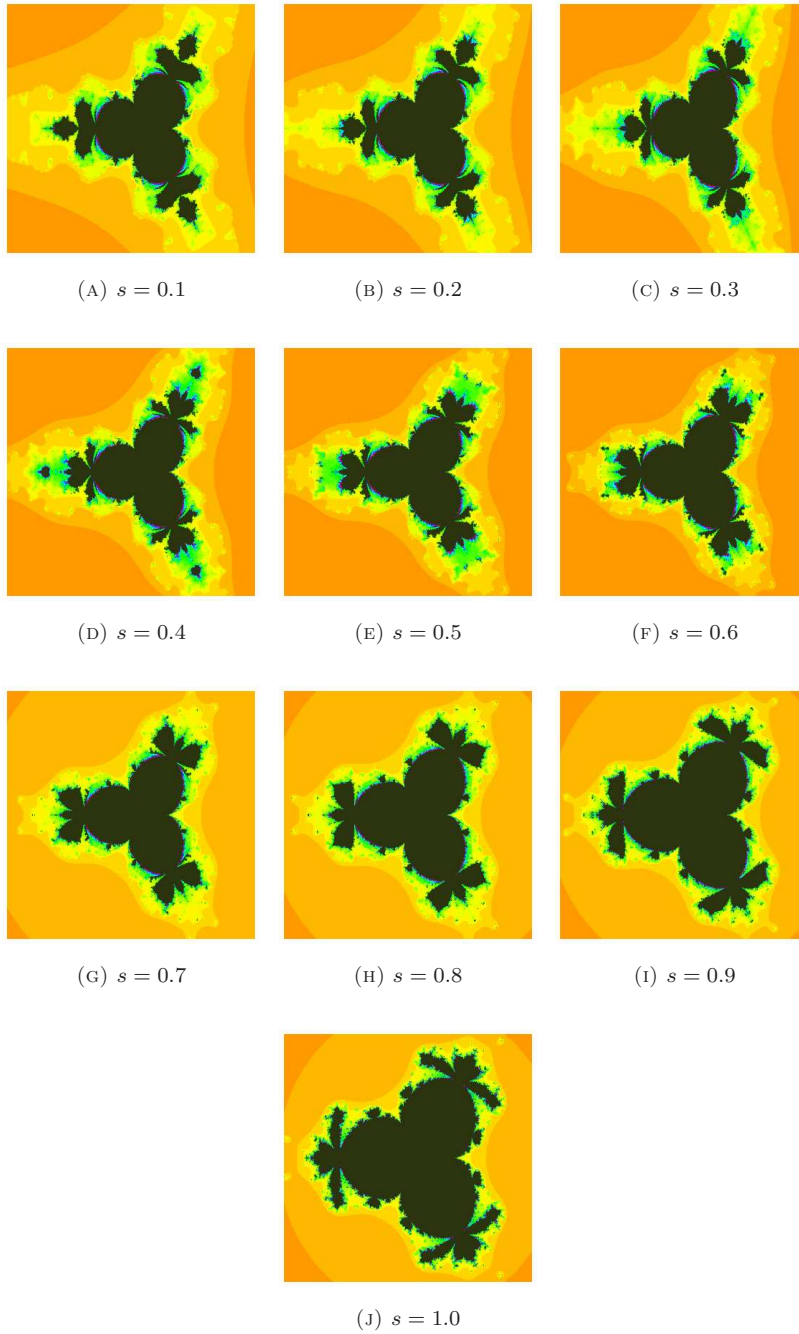 (A) s = 0.1
(B) s = 0.2
(C) s = 0.3
(D) s = 0.4
(E) s = 0.5
(F) s = 0.6
(G) s = 0.7
(H) s = 0.8
(I) s = 0.9
(J) s = 1.0